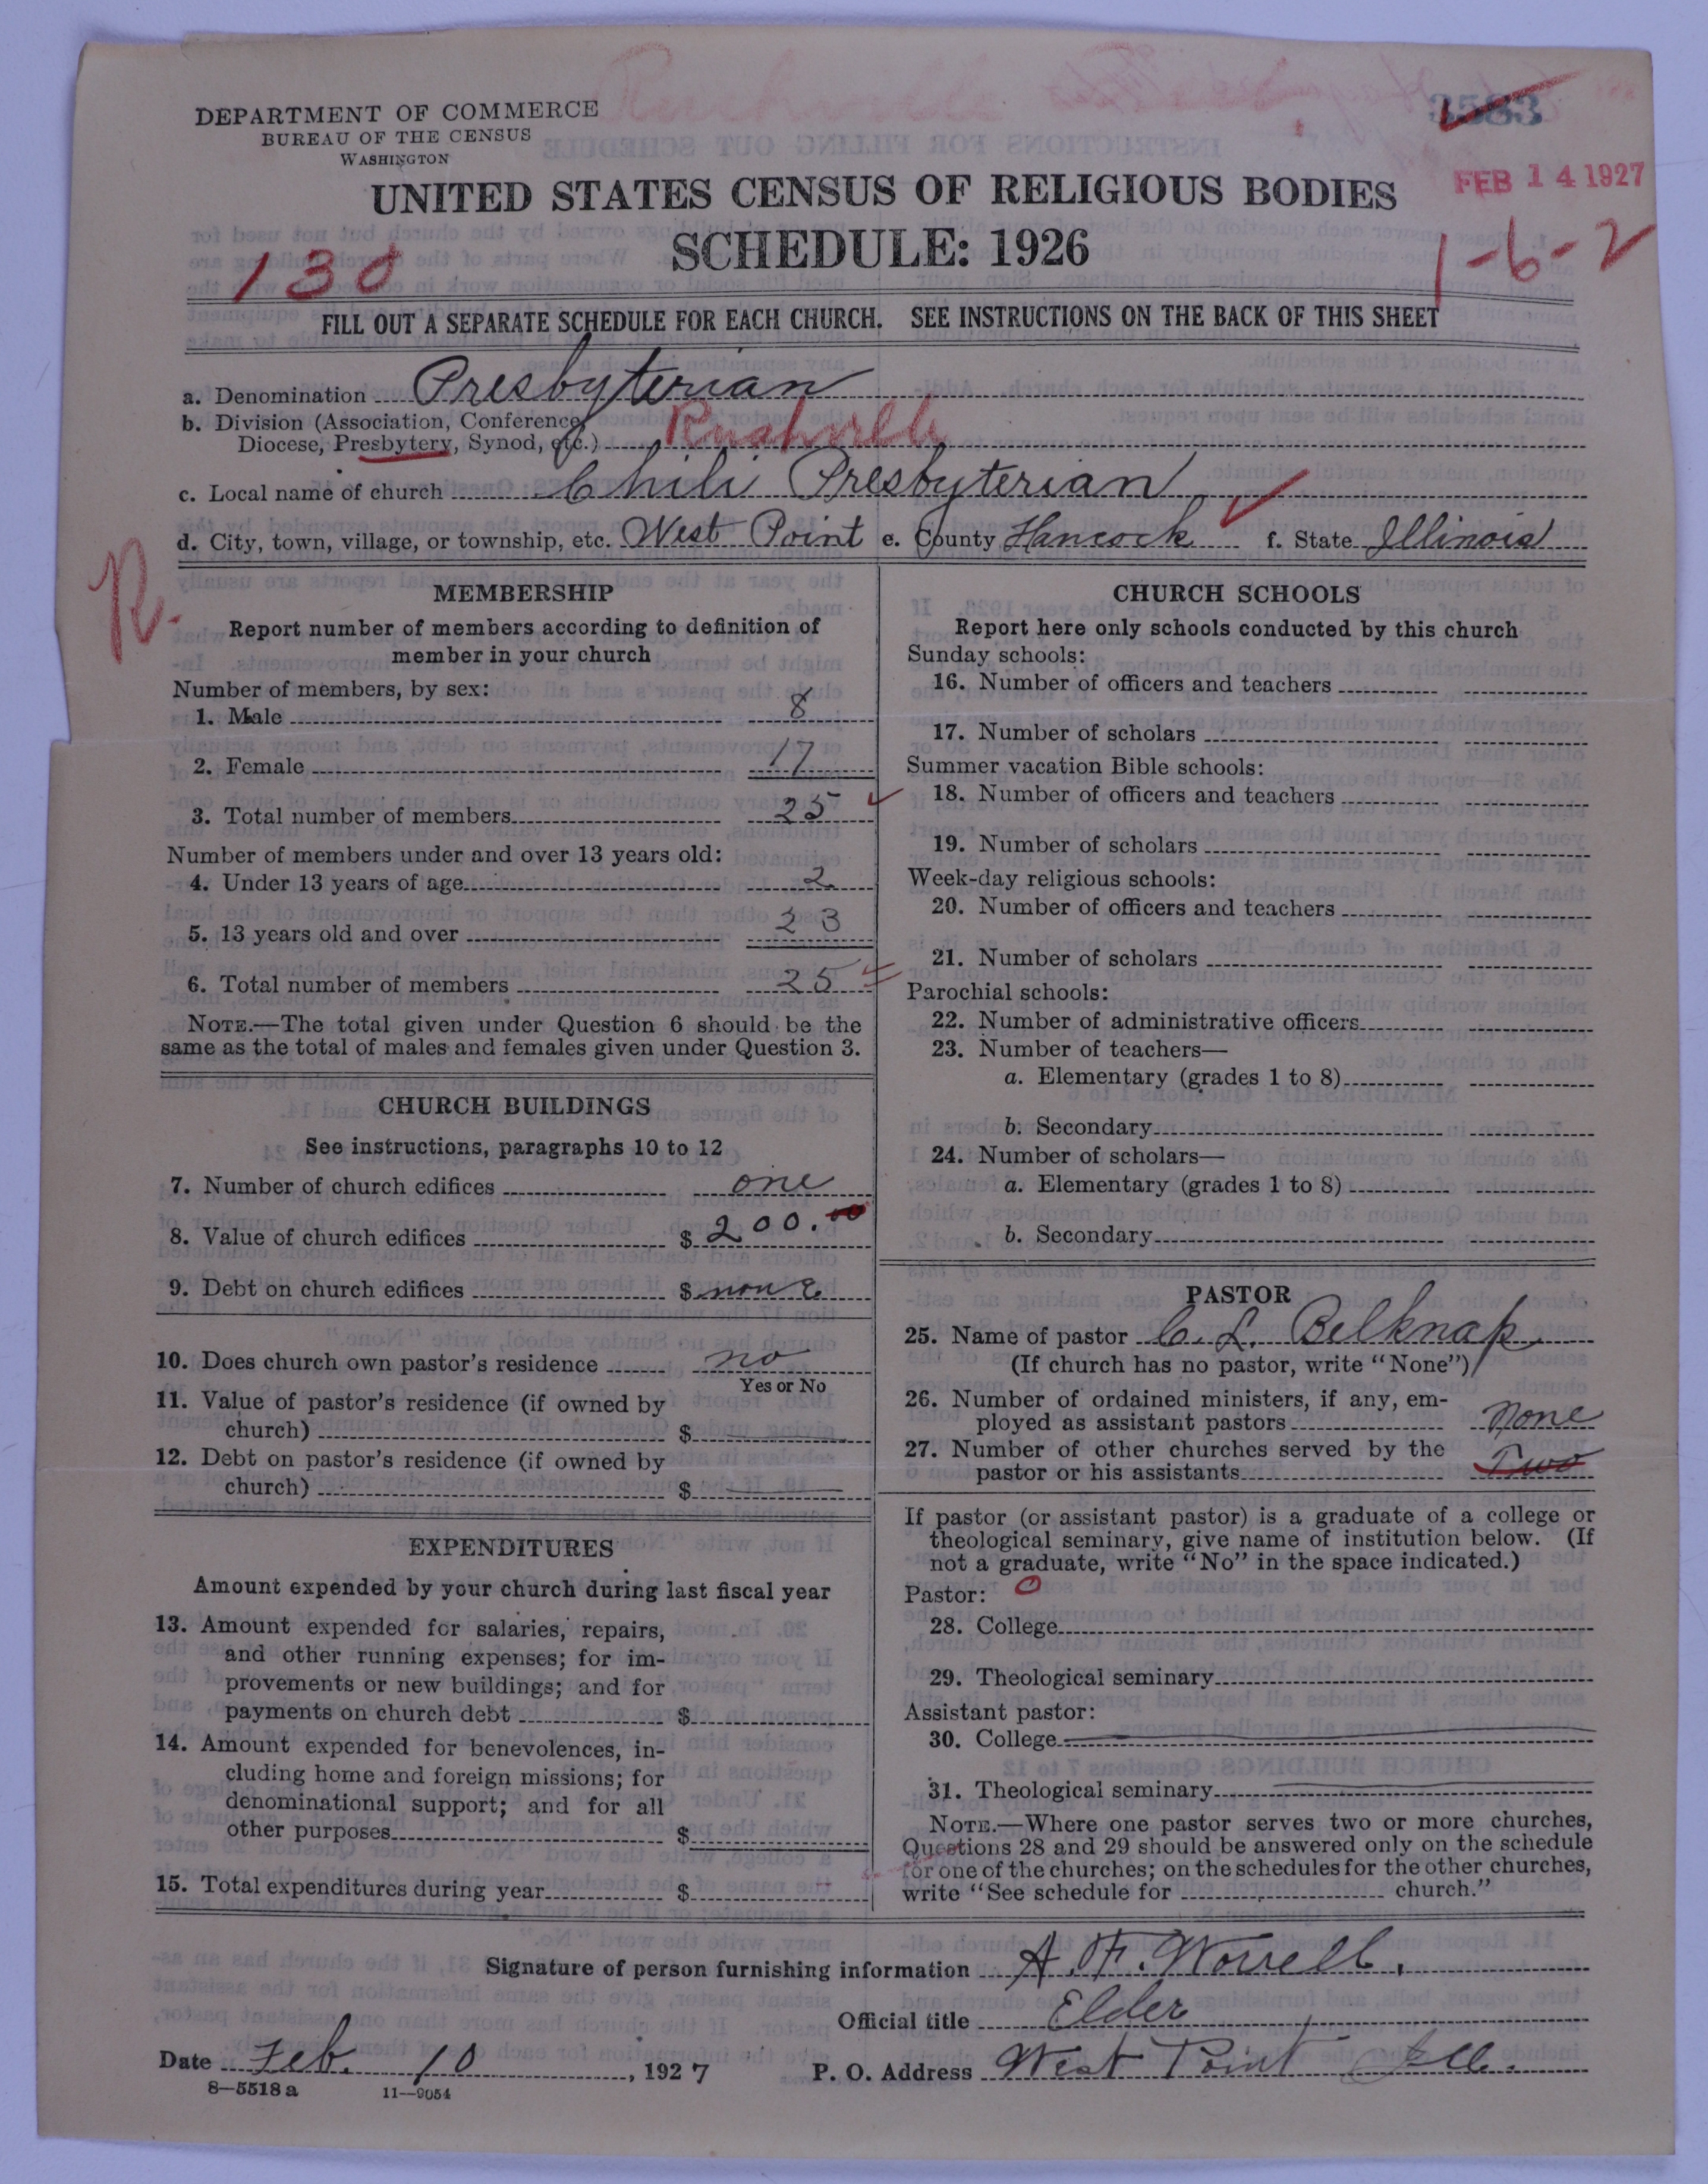 3583
DEPARTMENT OF COMMERCE
BUREAU OF THE CENSUS
WASHINGTON
FEB 14 1927
UNITED STATES CENSUS OF RELIGIOUS BODIES
SCHEDULE: 1926
130
1-6-2
FILL OUT A SEPARATE SCHEDULE FOR EACH CHURCH. SEE INSTRUCTIONS ON THE BACK OF THIS SHEET
a. Denomination Presbyterian
b. Division (Association, Conference,
Diocese, Presbytery, Synod, etc.) Rushville
c. Local name of church Chili Presbyterian
d. City, town, village, or township, etc. West Point e. County Hancock f. State Illinois
R.
MEMBERSHIP
Report number of members according to definition of
member in your church
Number of members, by sex:
1. Male 8
2. Female 17
3. Total number of members 25
Number of members under and over 13 years old:
4. Under 13 years of age 2
5. 13 years old and over 23
6. Total number of members 25
NOTE.—The total given under Question 6 should be the
same as the total of males and females given under Question 3.
CHURCH BUILDINGS
See instructions, paragraphs 10 to 12
7. Number of church edifices one
8. Value of church edifices $ 200.00
9. Debt on church edifices $ none
10. Does church own pastor's residence no
Yes or No
11. Value of pastor's residence (if owned by
church) $
12. Debt on pastor's residence (if owned by
church) $
EXPENDITURES
Amount expended by your church during last fiscal year
13. Amount expended for salaries, repairs,
and other running expenses; for im-
provements or new buildings; and for
payments on church debt $
14. Amount expended for benevolences, in-
cluding home and foreign missions; for
denominational support; and for all
other purposes $
15. Total expenditures during year $
CHURCH SCHOOLS
Report here only schools conducted by this church
Sunday schools:
16. Number of officers and teachers
17. Number of scholars
Summer vacation Bible schools:
18. Number of officers and teachers
19. Number of scholars
Week-day religious schools:
20. Number of officers and teachers
21. Number of scholars
Parochial schools:
22. Number of administrative officers
23. Number of teachers—
a. Elementary (grades 1 to 8)
b. Secondary
24. Number of scholars—
a. Elementary (grades 1 to 8)
b. Secondary
PASTOR
25. Name of pastor C. L. Belknap
(If church has no pastor, write "None")
26. Number of ordained ministers, if any, em-
ployed as assistant pastors none
27. Number of other churches served by the
pastor or his assistants Two
If pastor (or assistant pastor) is a graduate of a college or
theological seminary, give name of institution below. (If
not a graduate, write "No" in the space indicated.)
Pastor: 0
28. College
29. Theological seminary
Assistant pastor:
30. College
31. Theological seminary
NOTE.—Where one pastor serves two or more churches,
Questions 28 and 29 should be answered only on the schedule
for one of the churches; on the schedules for the other churches,
write "See schedule for church."
Signature of person furnishing information A. F. Worrell.
Official title Elder
Date Feb. 10, 1927 P. O. Address West Point Ill.
8—5518 a 11—9054